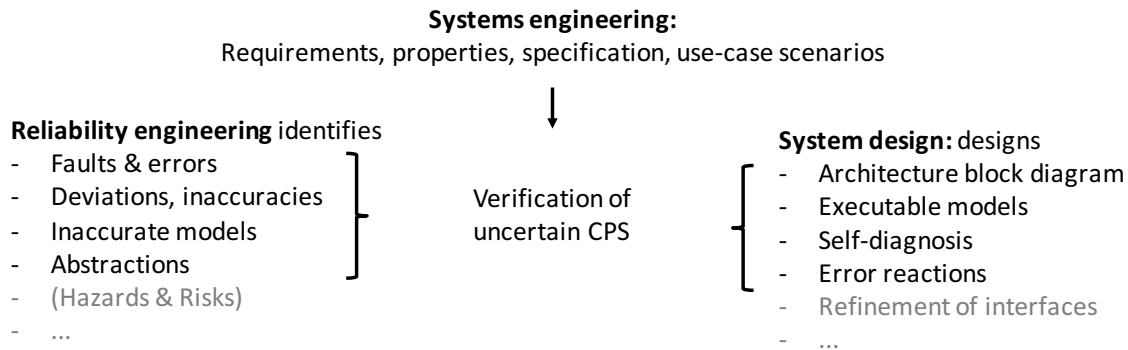 Systems engineering:
Requirements, properties, specification, use-case scenarios
Reliability engineering identifies
- Faults & errors
- Deviations, inaccuracies
- Inaccurate models
- Abstractions
- (Hazards & Risks)
- ...
Verification of
uncertain CPS
System design: designs
- Architecture block diagram
- Executable models
- Self-diagnosis
- Error reactions
- Refinement of interfaces
- ...